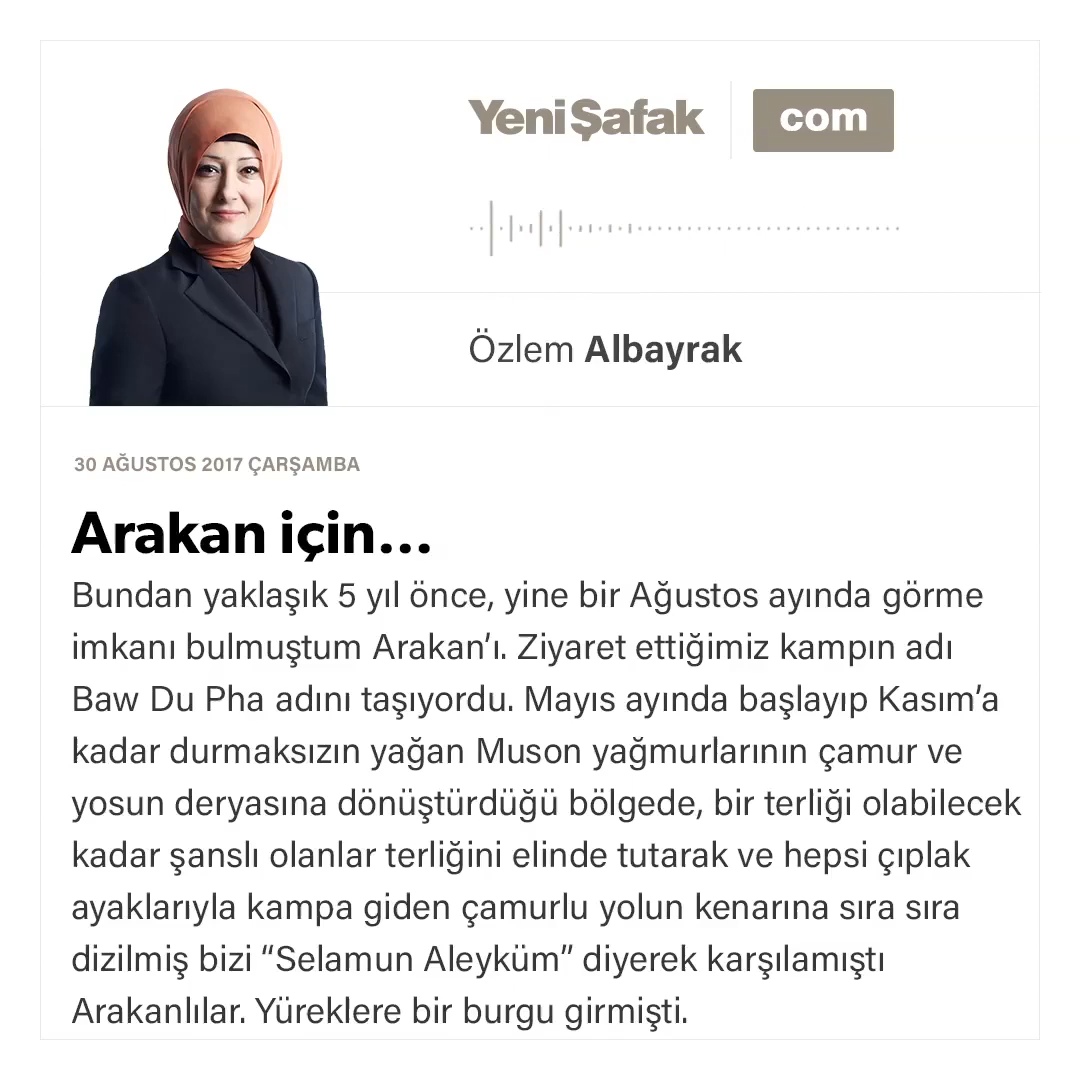 YeniŞafak
com
Özlem Albayrak
30 AĞUSTOS 2017 ÇARŞAMBA
Arakan için...
Bundan yaklaşık 5 yıl önce, yine bir Ağustos ayında görme
imkanı bulmuştum Arakan’ı. Ziyaret ettiğimiz kampın adı
Baw Du Pha adını taşıyordu. Mayıs ayında başlayıp Kasım’a
kadar durmaksızın yağan Muson yağmurlarının çamur ve
yosun deryasına dönüştürdüğü bölgede, bir terliği olabilecek
kadar şanslı olanlar terliğini elinde tutarak ve hepsi çıplak
ayaklarıyla kampa giden çamurlu yolun kenarına sıra sıra
dizilmiş bizi “Selamun Aleyküm” diyerek karşılamıştı
Arakanlılar. Yüreklere bir burgu girmişti.